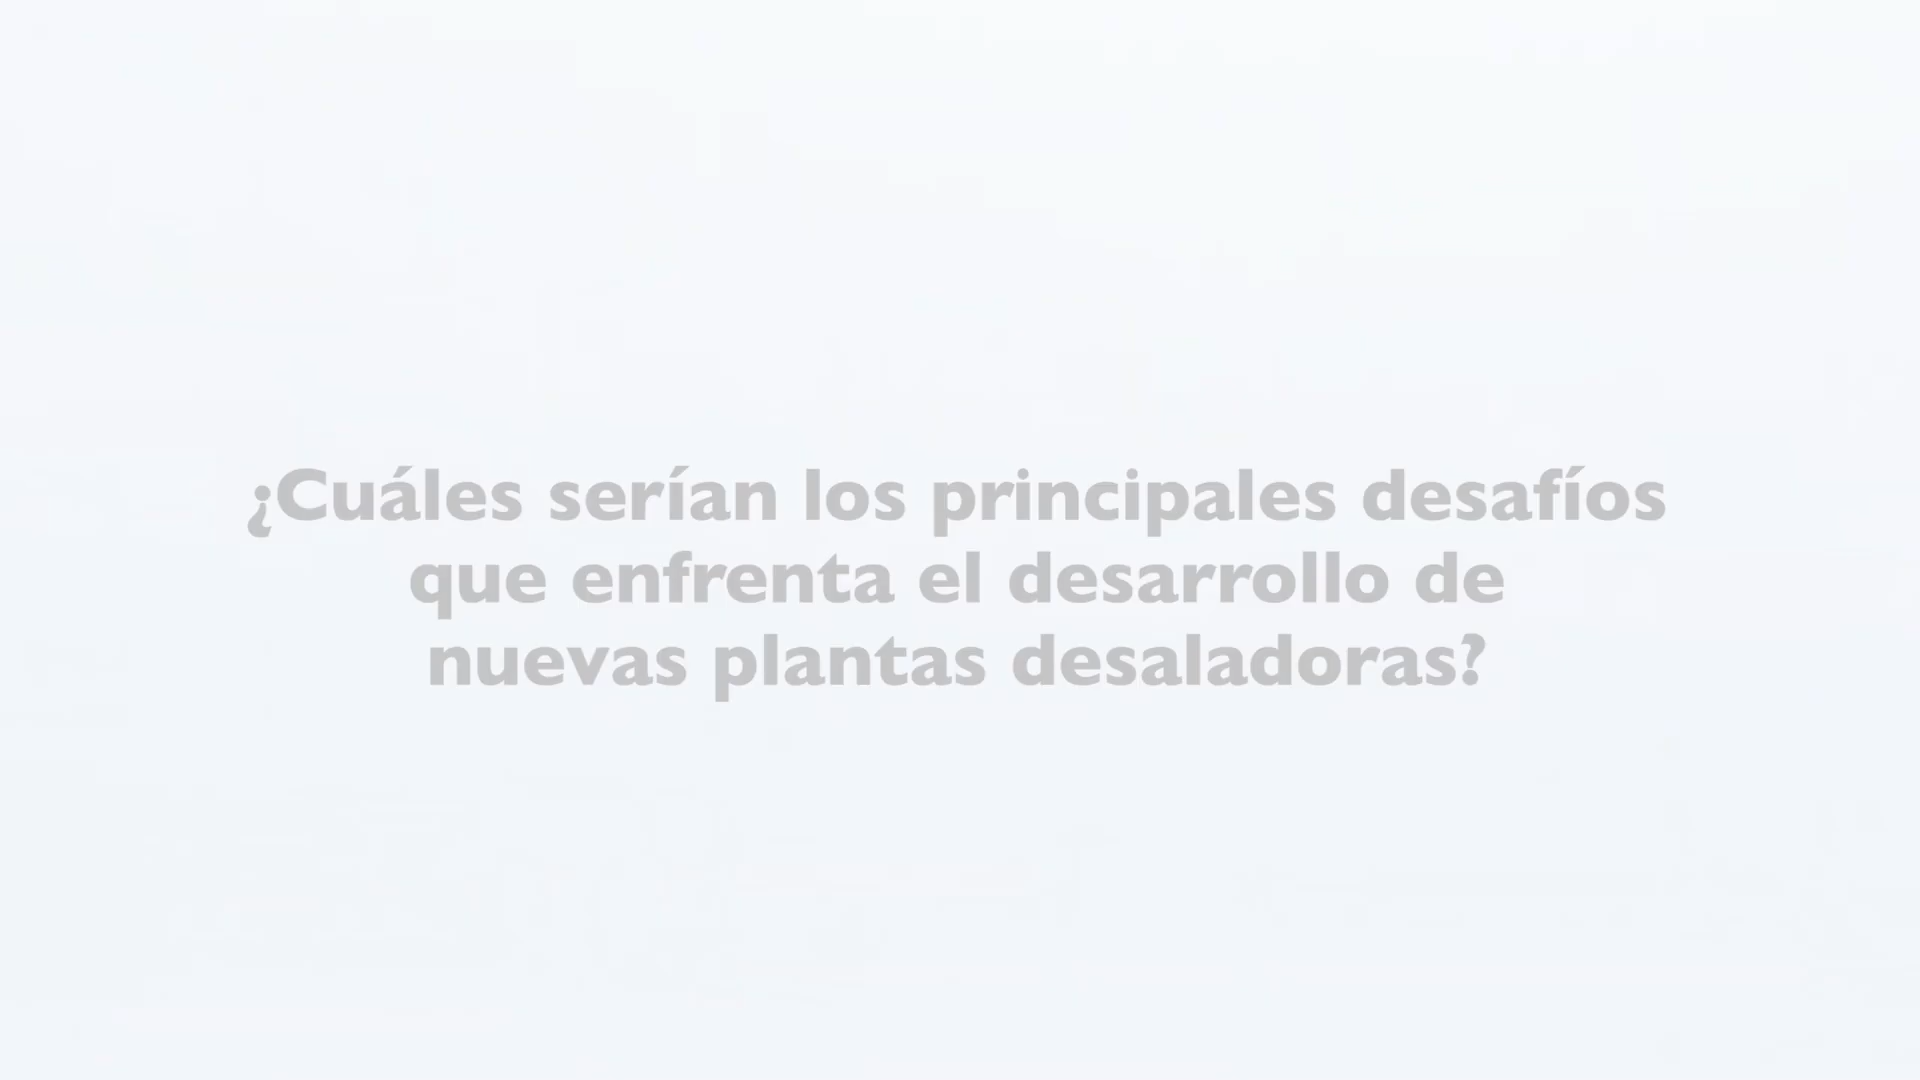 ¿Cuáles serían los principales desafíos
que enfrenta el desarrollo de
nuevas plantas desaladoras?